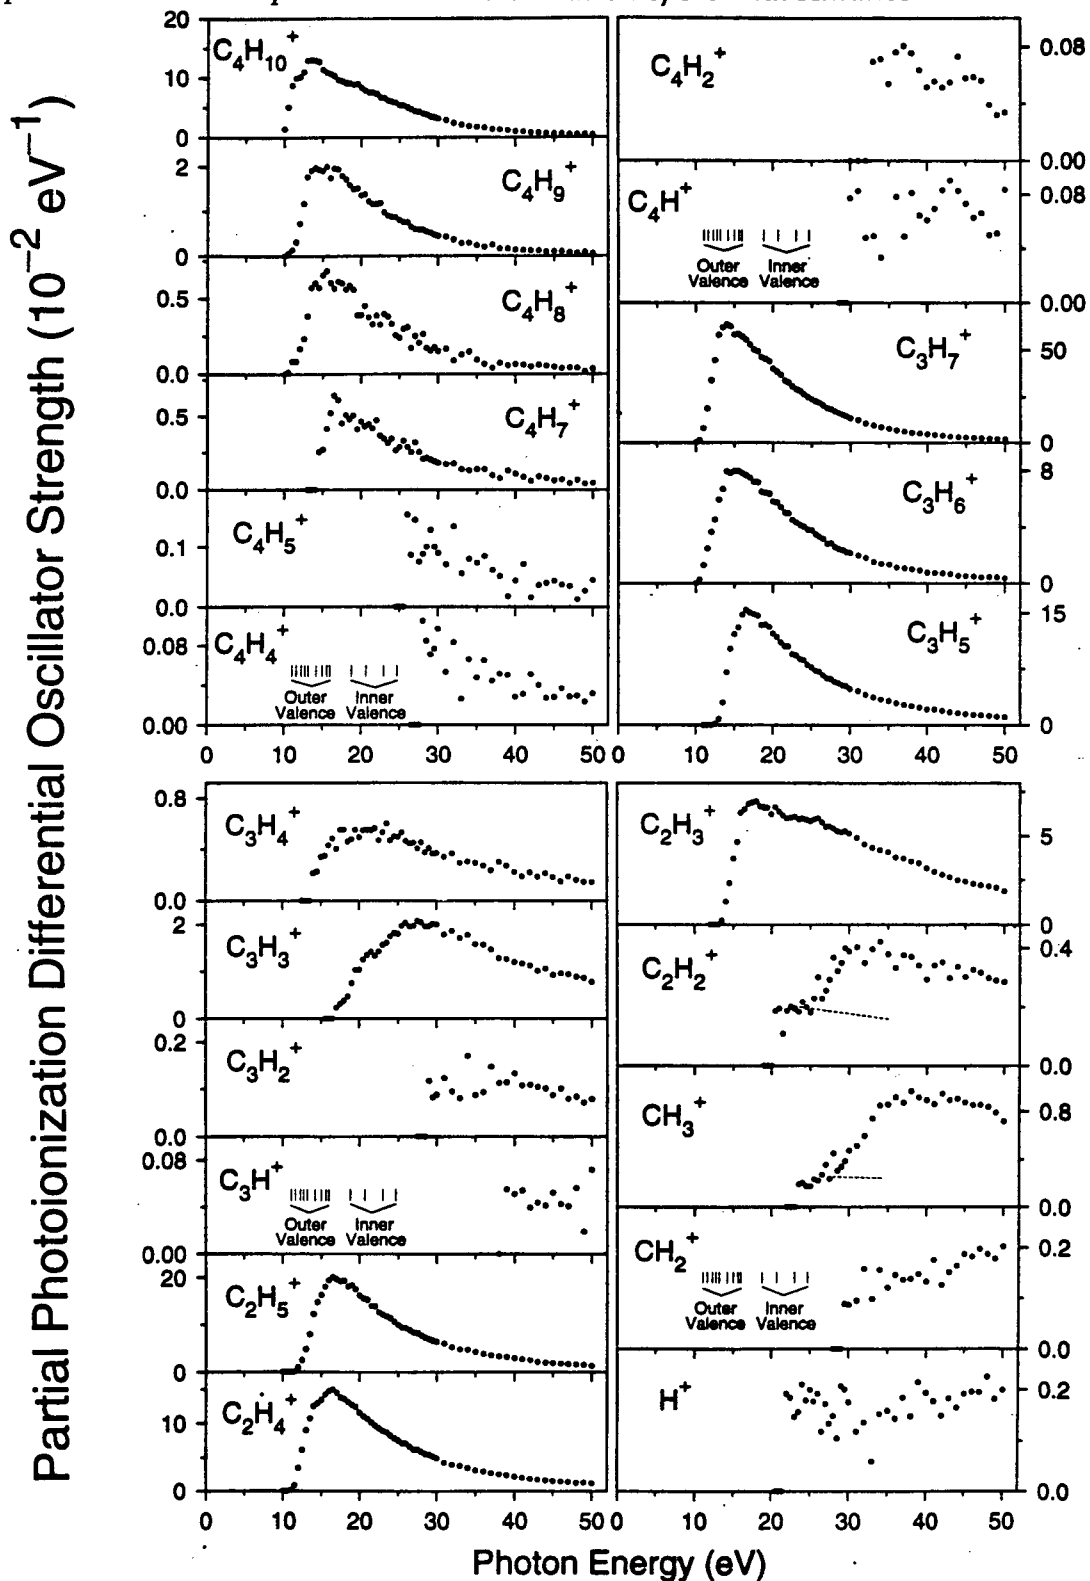 Partial Photoionization Differential Oscillator Strength (10⁻² eV⁻¹)
C₄H₁₀⁺
20
10
0
C₄H₉⁺
2
0
C₄H₈⁺
0.5
0.0
C₄H₇⁺
0.5
0.0
C₄H₅⁺
0.1
0.0
C₄H₄⁺
0.08
0.00
Outer Valence
Inner Valence
0 10 20 30 40 50
C₄H₂⁺
0.08
0.00
C₄H⁺
0.08
0.00
Outer Valence
Inner Valence
C₃H₇⁺
50
0
C₃H₆⁺
8
0
C₃H₅⁺
15
0
0 10 20 30 40 50
C₃H₄⁺
0.8
0.0
C₃H₃⁺
2
0
C₃H₂⁺
0.2
0.0
C₃H⁺
0.08
0.00
Outer Valence
Inner Valence
C₂H₅⁺
20
0
C₂H₄⁺
10
0
0 10 20 30 40 50
C₂H₃⁺
5
0
C₂H₂⁺
0.4
0.0
CH₃⁺
0.8
0.0
CH₂⁺
0.2
0.0
Outer Valence
Inner Valence
H⁺
0.2
0.0
0 10 20 30 40 50
Photon Energy (eV)